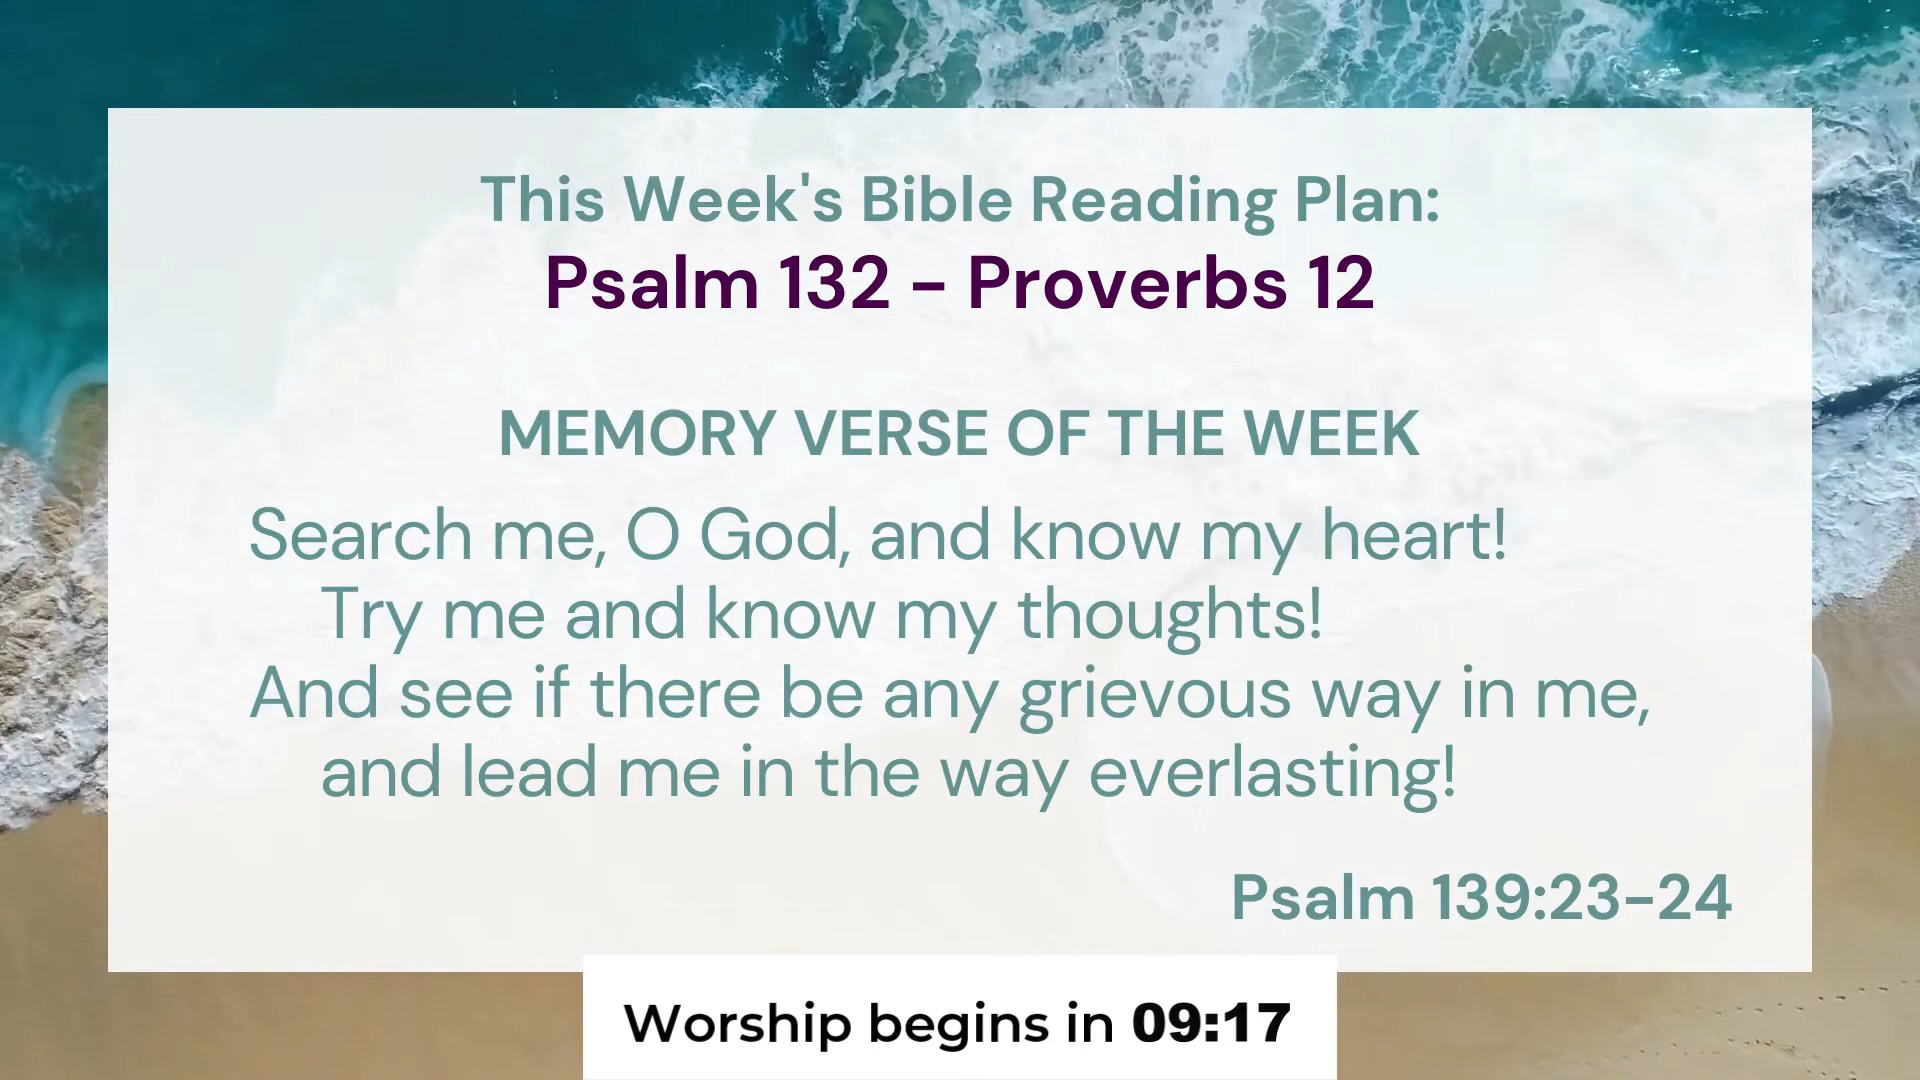 This Week's Bible Reading Plan:
Psalm 132 - Proverbs 12
MEMORY VERSE OF THE WEEK
Search me, O God, and know my heart!
Try me and know my thoughts!
And see if there be any grievous way in me,
and lead me in the way everlasting!
Psalm 139:23-24
Worship begins in 09:17